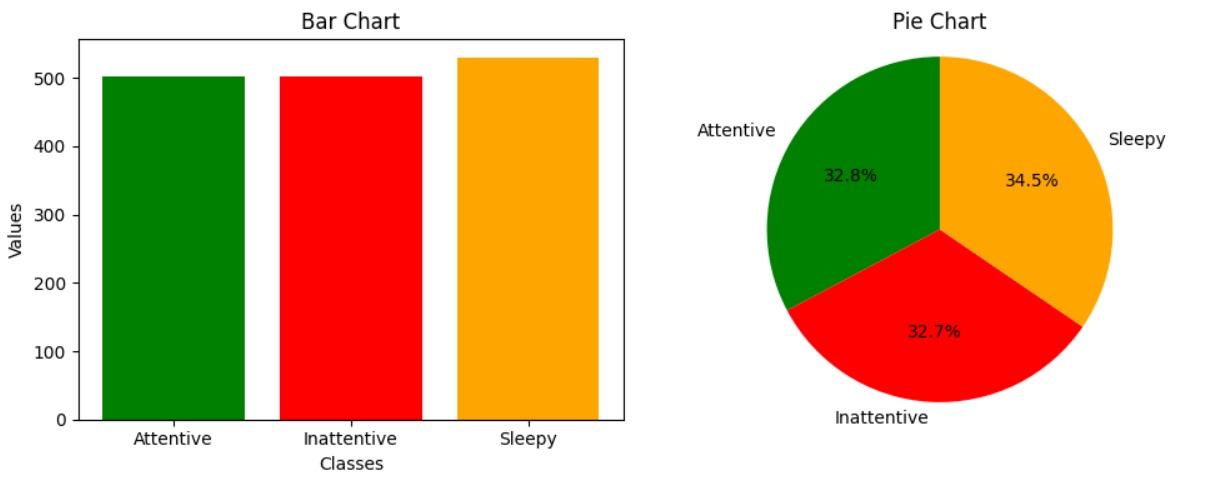 Bar Chart
Values
500
400
300
200
100
0
Attentive
Inattentive
Sleepy
Classes
Pie Chart
Attentive
32.8%
Sleepy
34.5%
32.7%
Inattentive